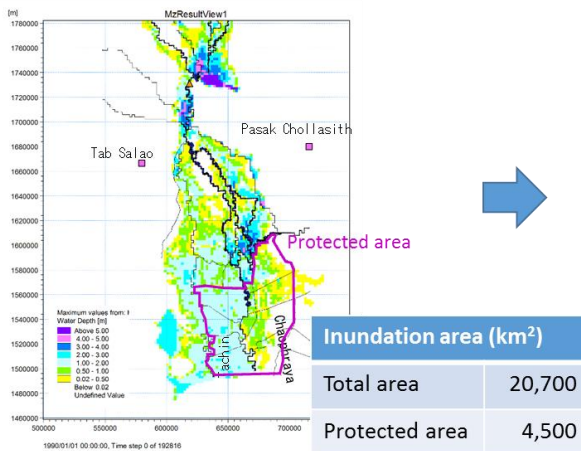 MzResultView1
[m]
1780000
1760000
1740000
1720000
1700000
1680000
1660000
1640000
1620000
1600000
1580000
1560000
1540000
1520000
1500000
1480000
1460000
Pasak Chollasith
Tab Salao
Protected area
Tachin
Chaophraya
Maximum values from: I
Water Depth [m]
Above 5.00
4.00 - 5.00
3.00 - 4.00
2.00 - 3.00
1.00 - 2.00
0.50 - 1.00
0.02 - 0.50
Below 0.02
Undefined Value
500000 550000 600000 650000 700000
1990/01/01 00:00:00, Time step 0 of 192816
Inundation area (km²)
Total area 20,700
Protected area 4,500